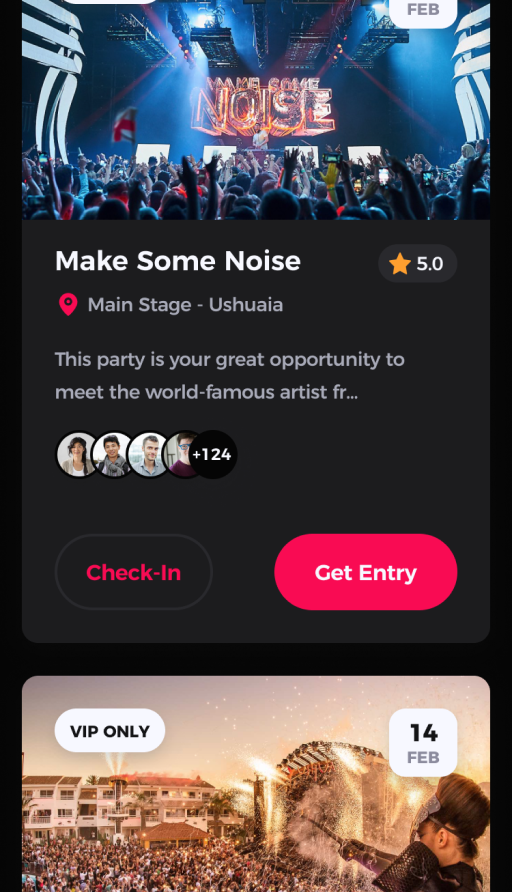 FEB
MAKE SOME
NOISE
Make Some Noise
5.0
Main Stage - Ushuaia
This party is your great opportunity to
meet the world-famous artist fr...
+124
Check-In
Get Entry
VIP ONLY
14
FEB